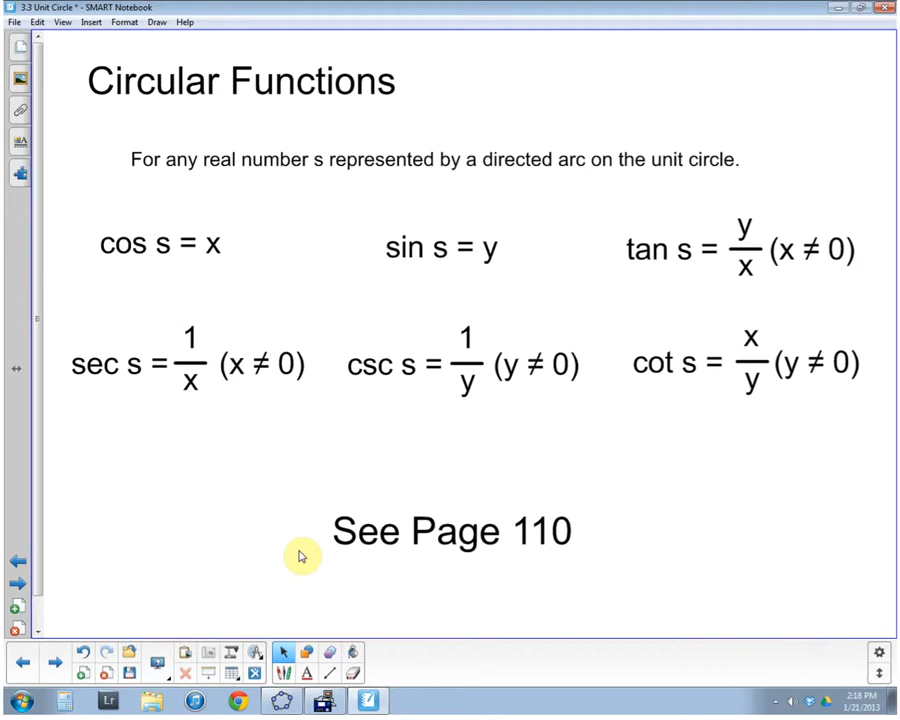 3.3 Unit Circle * - SMART Notebook
File Edit View Insert Format Draw Help
Circular Functions
For any real number s represented by a directed arc on the unit circle.
cos s = x
sin s = y
tan s = y/x (x ≠ 0)
sec s = 1/x (x ≠ 0)
csc s = 1/y (y ≠ 0)
cot s = x/y (y ≠ 0)
See Page 110
Lr
2:18 PM
1/21/2013